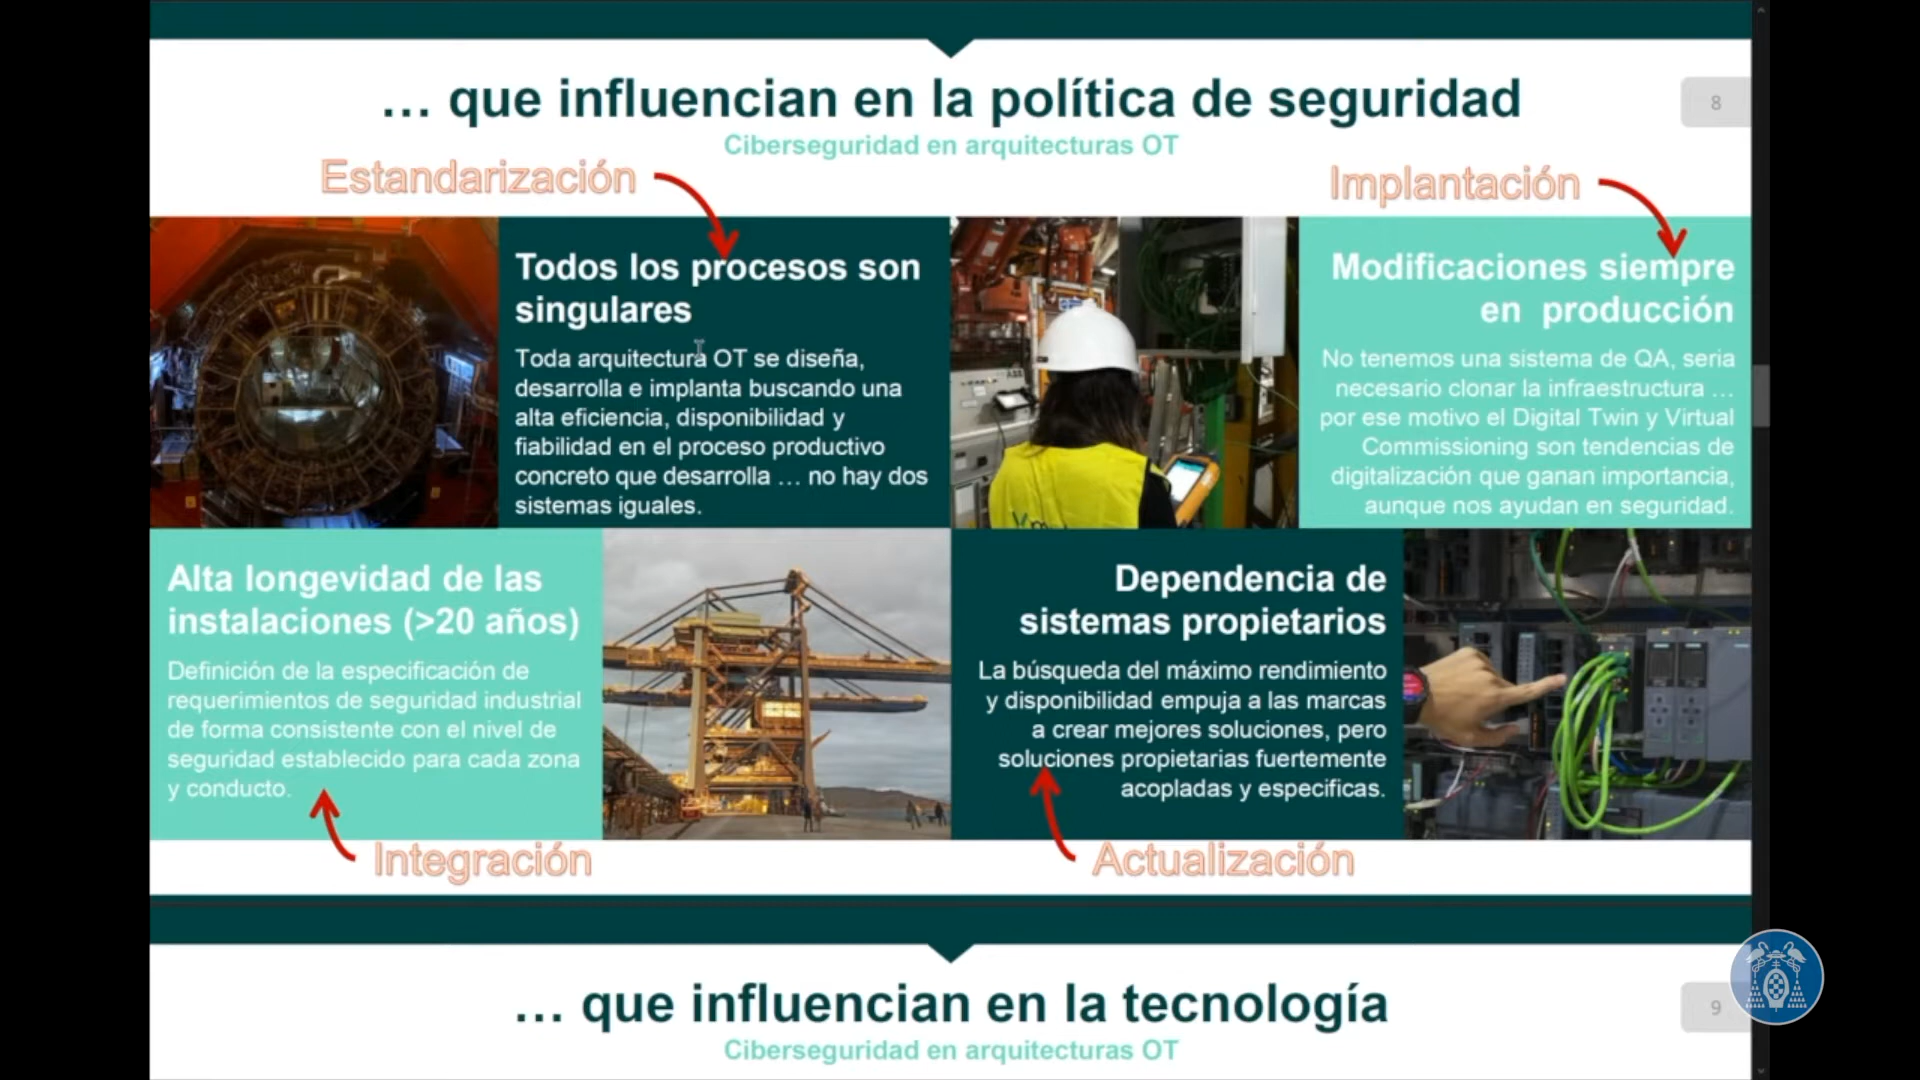 … que influencian en la política de seguridad
8
Ciberseguridad en arquitecturas OT
Estandarización
Implantación
Todos los procesos son
singulares
Toda arquitectura OT se diseña,
desarrolla e implanta buscando una
alta eficiencia, disponibilidad y
fiabilidad en el proceso productivo
concreto que desarrolla … no hay dos
sistemas iguales.
Modificaciones siempre
en producción
No tenemos una sistema de QA, seria
necesario clonar la infraestructura …
por ese motivo el Digital Twin y Virtual
Commissioning son tendencias de
digitalización que ganan importancia,
aunque nos ayudan en seguridad.
Alta longevidad de las
instalaciones (>20 años)
Definición de la especificación de
requerimientos de seguridad industrial
de forma consistente con el nivel de
seguridad establecido para cada zona
y conducto.
Dependencia de
sistemas propietarios
La búsqueda del máximo rendimiento
y disponibilidad empuja a las marcas
a crear mejores soluciones, pero
soluciones propietarias fuertemente
acopladas y especificas.
Integración
Actualización
… que influencian en la tecnología
9
Ciberseguridad en arquitecturas OT